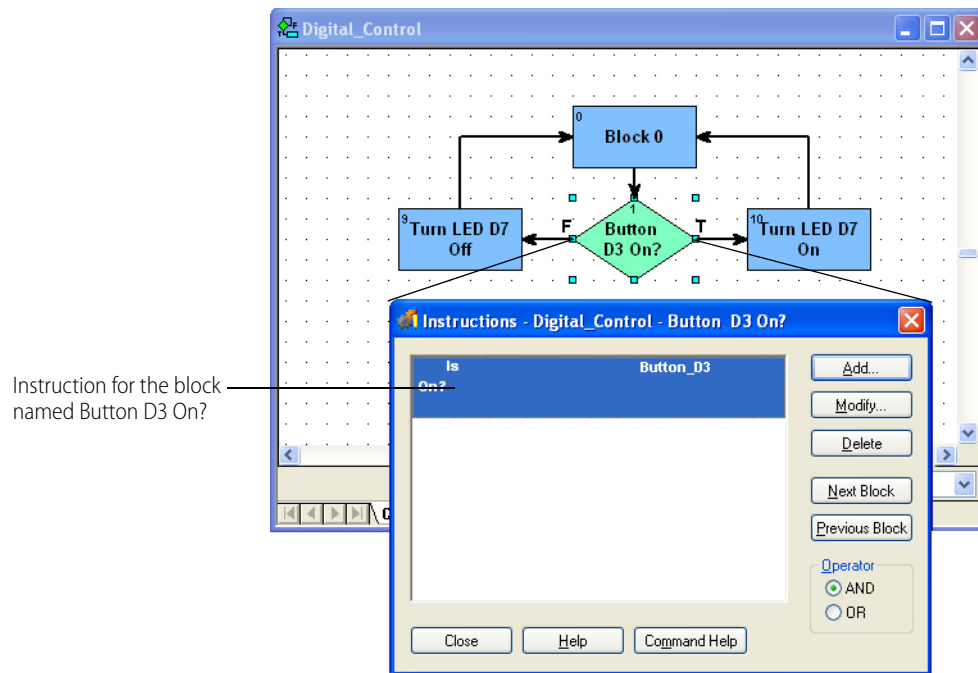 Digital_Control
0
Block 0
9
Turn LED D7
Off
F
1
Button
D3 On?
T
10
Turn LED D7
On
Instructions - Digital_Control - Button D3 On?
Is Button_D3
On?
Add...
Modify...
Delete
Next Block
Previous Block
Operator
AND
OR
Close
Help
Command Help
Instruction for the block
named Button D3 On?